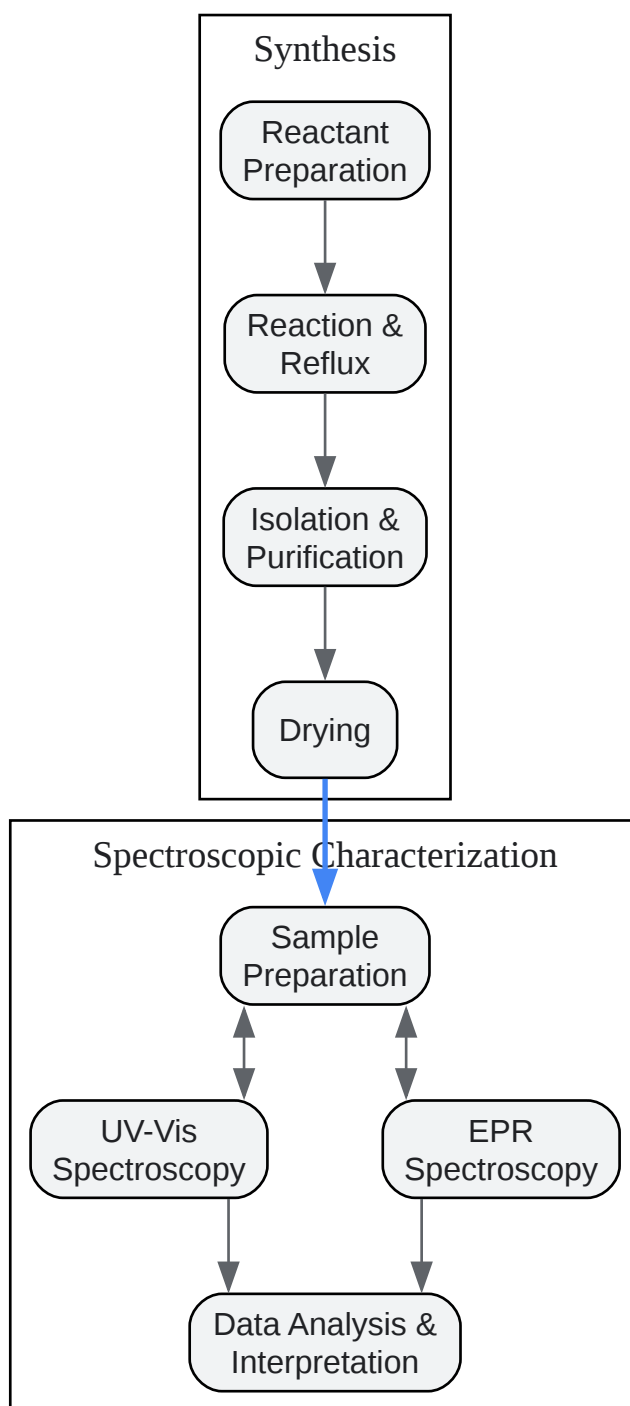 Synthesis
Reactant
Preparation
Reaction &
Reflux
Isolation &
Purification
Drying
Spectroscopic Characterization
Sample
Preparation
UV-Vis
Spectroscopy
EPR
Spectroscopy
Data Analysis &
Interpretation